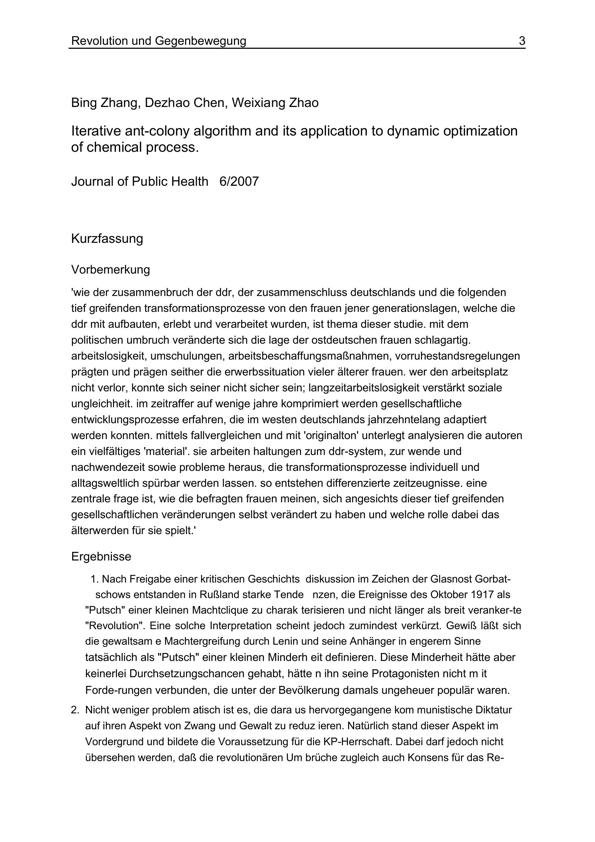 Revolution und Gegenbewegung 3
Bing Zhang, Dezhao Chen, Weixiang Zhao
Iterative ant-colony algorithm and its application to dynamic optimization
of chemical process.
Journal of Public Health 6/2007
Kurzfassung
Vorbemerkung
'wie der zusammenbruch der ddr, der zusammenschluss deutschlands und die folgenden
tief greifenden transformationsprozesse von den frauen jener generationslagen, welche die
ddr mit aufbauten, erlebt und verarbeitet wurden, ist thema dieser studie. mit dem
politischen umbruch veränderte sich die lage der ostdeutschen frauen schlagartig.
arbeitslosigkeit, umschulungen, arbeitsbeschaffungsmaßnahmen, vorruhestandsregelungen
prägten und prägen seither die erwerbssituation vieler älterer frauen. wer den arbeitsplatz
nicht verlor, konnte sich seiner nicht sicher sein; langzeitarbeitslosigkeit verstärkt soziale
ungleichheit. im zeitraffer auf wenige jahre komprimiert werden gesellschaftliche
entwicklungsprozesse erfahren, die im westen deutschlands jahrzehntelang adaptiert
werden konnten. mittels fallvergleichen und mit 'originalton' unterlegt analysieren die autoren
ein vielfältiges 'material'. sie arbeiten haltungen zum ddr-system, zur wende und
nachwendezeit sowie probleme heraus, die transformationsprozesse individuell und
alltagsweltlich spürbar werden lassen. so entstehen differenzierte zeitzeugnisse. eine
zentrale frage ist, wie die befragten frauen meinen, sich angesichts dieser tief greifenden
gesellschaftlichen veränderungen selbst verändert zu haben und welche rolle dabei das
älterwerden für sie spielt.'
Ergebnisse
1. Nach Freigabe einer kritischen Geschichts diskussion im Zeichen der Glasnost Gorbat-
schows entstanden in Rußland starke Tende nzen, die Ereignisse des Oktober 1917 als
"Putsch" einer kleinen Machtclique zu charak terisieren und nicht länger als breit veranker-te
"Revolution". Eine solche Interpretation scheint jedoch zumindest verkürzt. Gewiß läßt sich
die gewaltsam e Machtergreifung durch Lenin und seine Anhänger in engerem Sinne
tatsächlich als "Putsch" einer kleinen Minderh eit definieren. Diese Minderheit hätte aber
keinerlei Durchsetzungschancen gehabt, hätte n ihn seine Protagonisten nicht m it
Forde-rungen verbunden, die unter der Bevölkerung damals ungeheuer populär waren.
2. Nicht weniger problem atisch ist es, die dara us hervorgegangene kom munistische Diktatur
auf ihren Aspekt von Zwang und Gewalt zu reduz ieren. Natürlich stand dieser Aspekt im
Vordergrund und bildete die Voraussetzung für die KP-Herrschaft. Dabei darf jedoch nicht
übersehen werden, daß die revolutionären Um brüche zugleich auch Konsens für das Re-